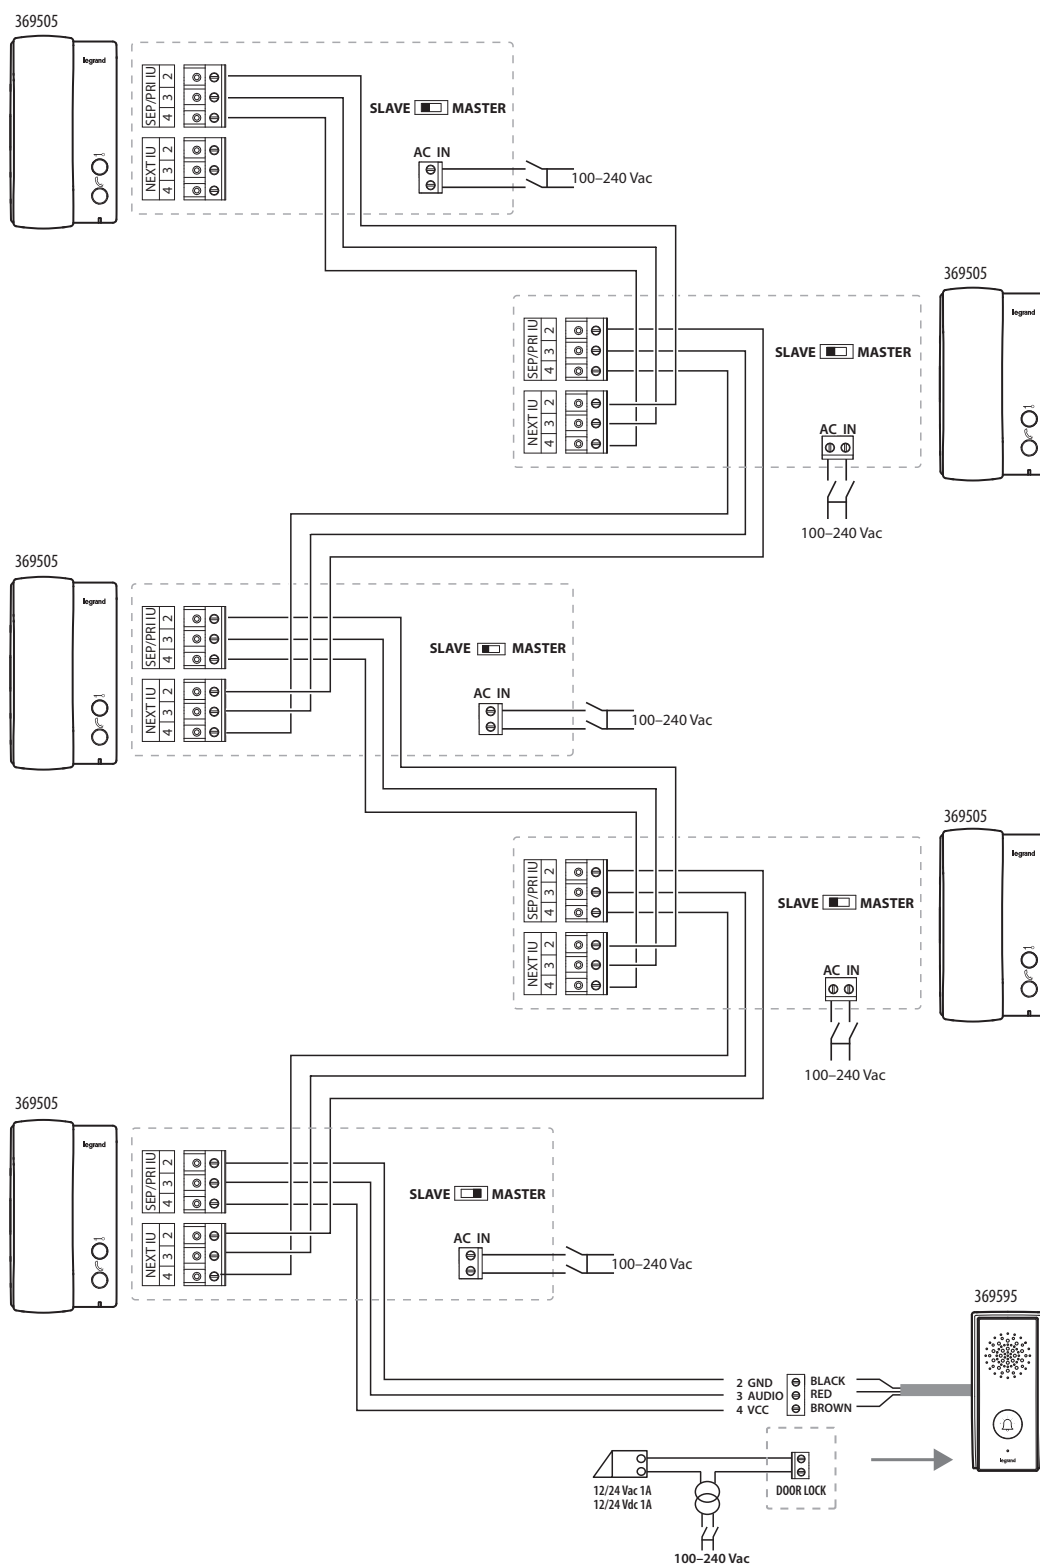 369505
legrand
SEP/PRI IU 2 3 4
NEXT IU 2 3 4
SLAVE MASTER
AC IN
100–240 Vac
369505
legrand
SEP/PRI IU 2 3 4
NEXT IU 2 3 4
SLAVE MASTER
AC IN
100–240 Vac
369505
legrand
SEP/PRI IU 2 3 4
NEXT IU 2 3 4
SLAVE MASTER
AC IN
100–240 Vac
369505
legrand
SEP/PRI IU 2 3 4
NEXT IU 2 3 4
SLAVE MASTER
AC IN
100–240 Vac
369505
legrand
SEP/PRI IU 2 3 4
NEXT IU 2 3 4
SLAVE MASTER
AC IN
100–240 Vac
369595
legrand
2 GND BLACK
3 AUDIO RED
4 VCC BROWN
12/24 Vac 1A
12/24 Vdc 1A
DOOR LOCK
100–240 Vac